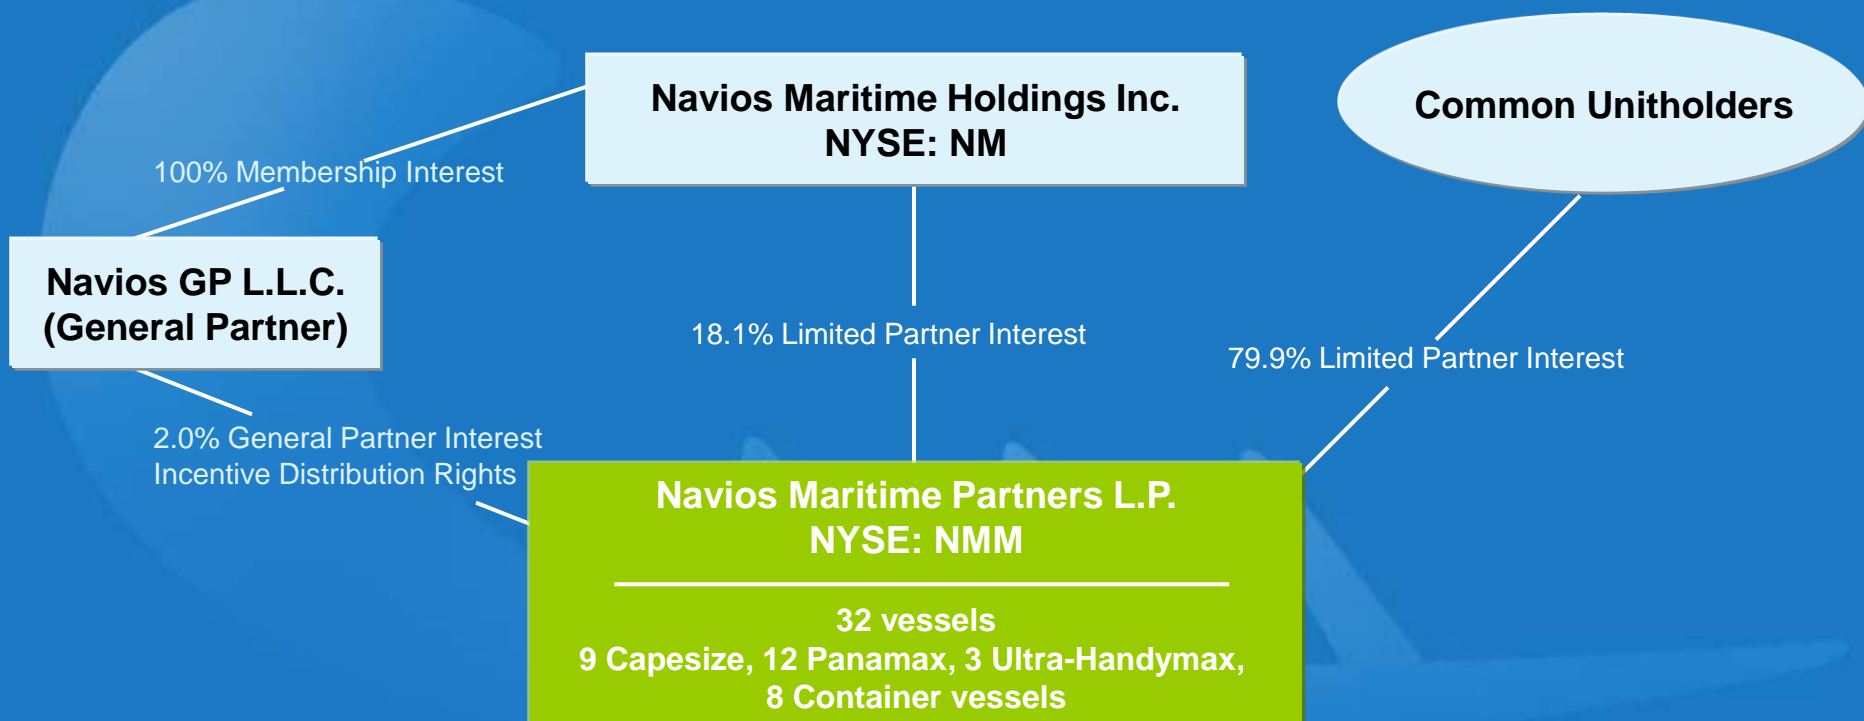 Navios Maritime Holdings Inc.
NYSE: NM
Common Unitholders
100% Membership Interest
Navios GP L.L.C.
(General Partner)
18.1% Limited Partner Interest
79.9% Limited Partner Interest
2.0% General Partner Interest
Incentive Distribution Rights
Navios Maritime Partners L.P.
NYSE: NMM
32 vessels
9 Capesize, 12 Panamax, 3 Ultra-Handymax,
8 Container vessels